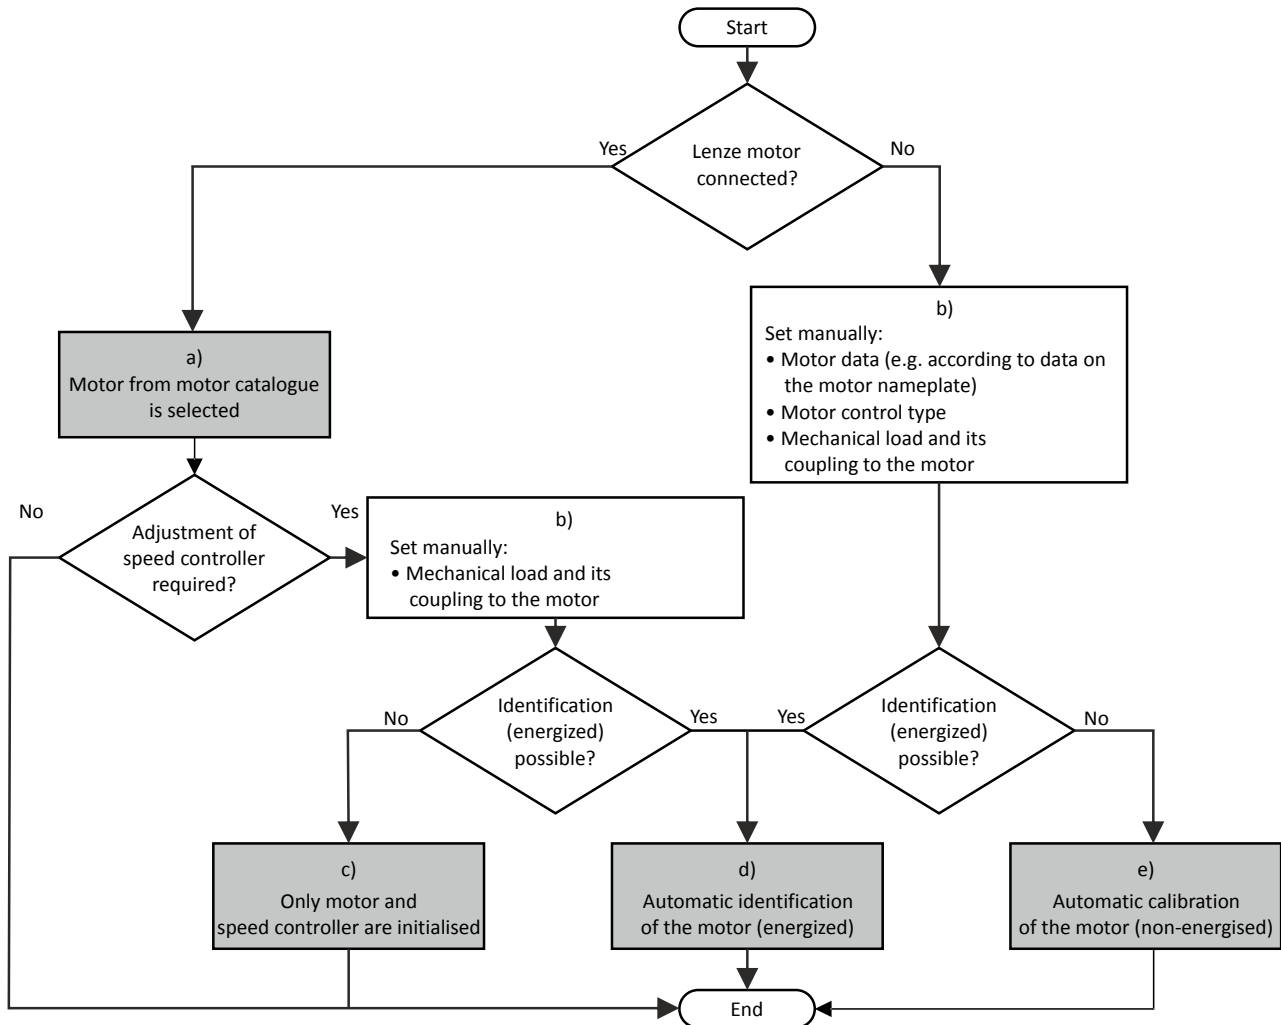 Start
Lenze motor
connected?
Yes
No
a)
Motor from motor catalogue
is selected
b)
Set manually:
• Motor data (e.g. according to data on
the motor nameplate)
• Motor control type
• Mechanical load and its
coupling to the motor
No
Adjustment of
speed controller
required?
Yes
b)
Set manually:
• Mechanical load and its
coupling to the motor
No
Identification
(energized)
possible?
Yes
Yes
Identification
(energized)
possible?
No
c)
Only motor and
speed controller are initialised
d)
Automatic identification
of the motor (energized)
e)
Automatic calibration
of the motor (non-energised)
End